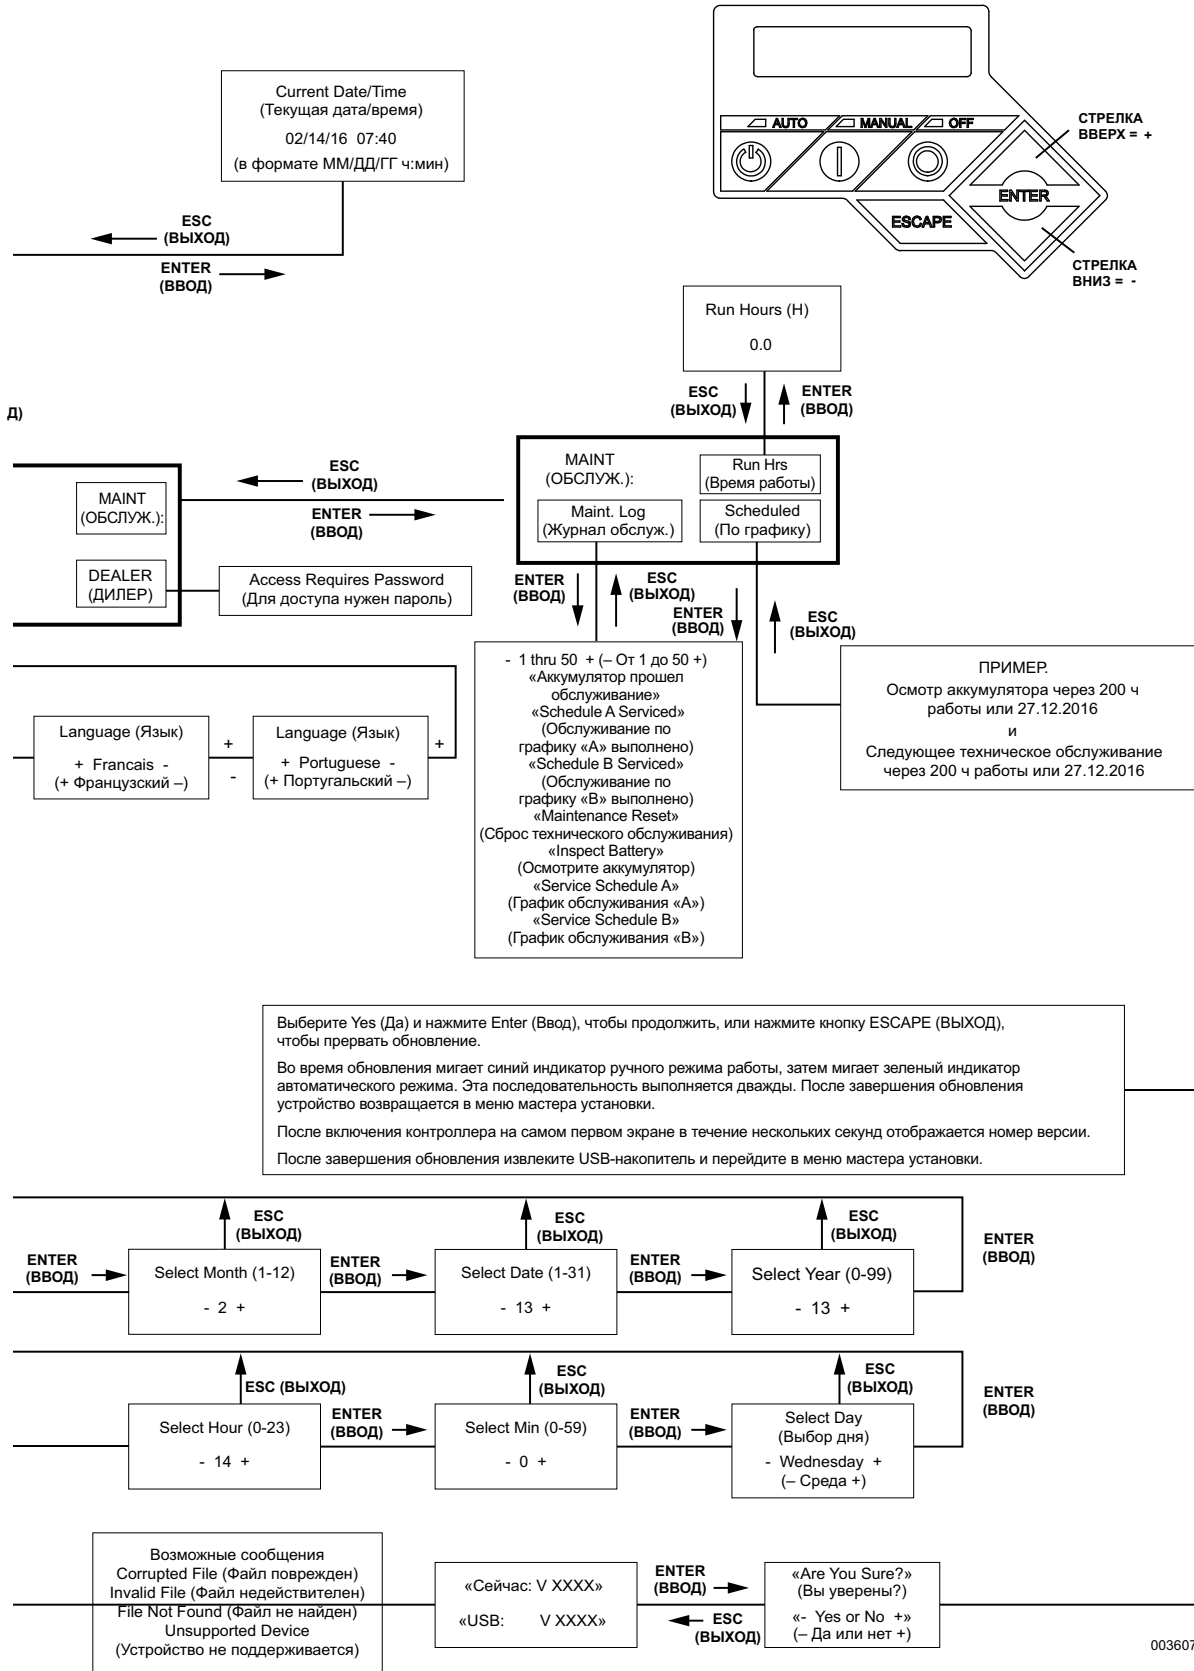 AUTO
MANUAL
OFF
ENTER
ESCAPE
СТРЕЛКА
ВВЕРХ = +
СТРЕЛКА
ВНИЗ = -
Current Date/Time
(Текущая дата/время)
02/14/16 07:40
(в формате ММ/ДД/ГГ ч:мин)
ESC
(ВЫХОД)
ENTER
(ВВОД)
Run Hours (H)
0.0
ESC
(ВЫХОД)
ENTER
(ВВОД)
Д)
MAINT
(ОБСЛУЖ.):
DEALER
(ДИЛЕР)
ESC
(ВЫХОД)
ENTER
(ВВОД)
Access Requires Password
(Для доступа нужен пароль)
MAINT
(ОБСЛУЖ.):
Run Hrs
(Время работы)
Maint. Log
(Журнал обслуж.)
Scheduled
(По графику)
ENTER
(ВВОД)
ESC
(ВЫХОД)
ENTER
(ВВОД)
ESC
(ВЫХОД)
Language (Язык)
+ Francais -
(+ Французский –)
+
-
Language (Язык)
+ Portuguese -
(+ Португальский –)
+
- 1 thru 50 + (– От 1 до 50 +)
«Аккумулятор прошел
обслуживание»
«Schedule A Serviced»
(Обслуживание по
графику «A» выполнено)
«Schedule B Serviced»
(Обслуживание по
графику «B» выполнено)
«Maintenance Reset»
(Сброс технического обслуживания)
«Inspect Battery»
(Осмотрите аккумулятор)
«Service Schedule A»
(График обслуживания «A»)
«Service Schedule B»
(График обслуживания «B»)
ПРИМЕР.
Осмотр аккумулятора через 200 ч
работы или 27.12.2016
и
Следующее техническое обслуживание
через 200 ч работы или 27.12.2016
Выберите Yes (Да) и нажмите Enter (Ввод), чтобы продолжить, или нажмите кнопку ESCAPE (ВЫХОД),
чтобы прервать обновление.
Во время обновления мигает синий индикатор ручного режима работы, затем мигает зеленый индикатор
автоматического режима. Эта последовательность выполняется дважды. После завершения обновления
устройство возвращается в меню мастера установки.
После включения контроллера на самом первом экране в течение нескольких секунд отображается номер версии.
После завершения обновления извлеките USB-накопитель и перейдите в меню мастера установки.
ESC
(ВЫХОД)
ESC
(ВЫХОД)
ESC
(ВЫХОД)
ENTER
(ВВОД)
Select Month (1-12)
- 2 +
ENTER
(ВВОД)
Select Date (1-31)
- 13 +
ENTER
(ВВОД)
Select Year (0-99)
- 13 +
ENTER
(ВВОД)
ESC (ВЫХОД)
ESC
(ВЫХОД)
ESC
(ВЫХОД)
Select Hour (0-23)
- 14 +
ENTER
(ВВОД)
Select Min (0-59)
- 0 +
ENTER
(ВВОД)
Select Day
(Выбор дня)
- Wednesday +
(– Среда +)
ENTER
(ВВОД)
Возможные сообщения
Corrupted File (Файл поврежден)
Invalid File (Файл недействителен)
File Not Found (Файл не найден)
Unsupported Device
(Устройство не поддерживается)
«Сейчас: V XXXX»
«USB: V XXXX»
ENTER
(ВВОД)
ESC
(ВЫХОД)
«Are You Sure?»
(Вы уверены?)
«- Yes or No +»
(– Да или нет +)
003607